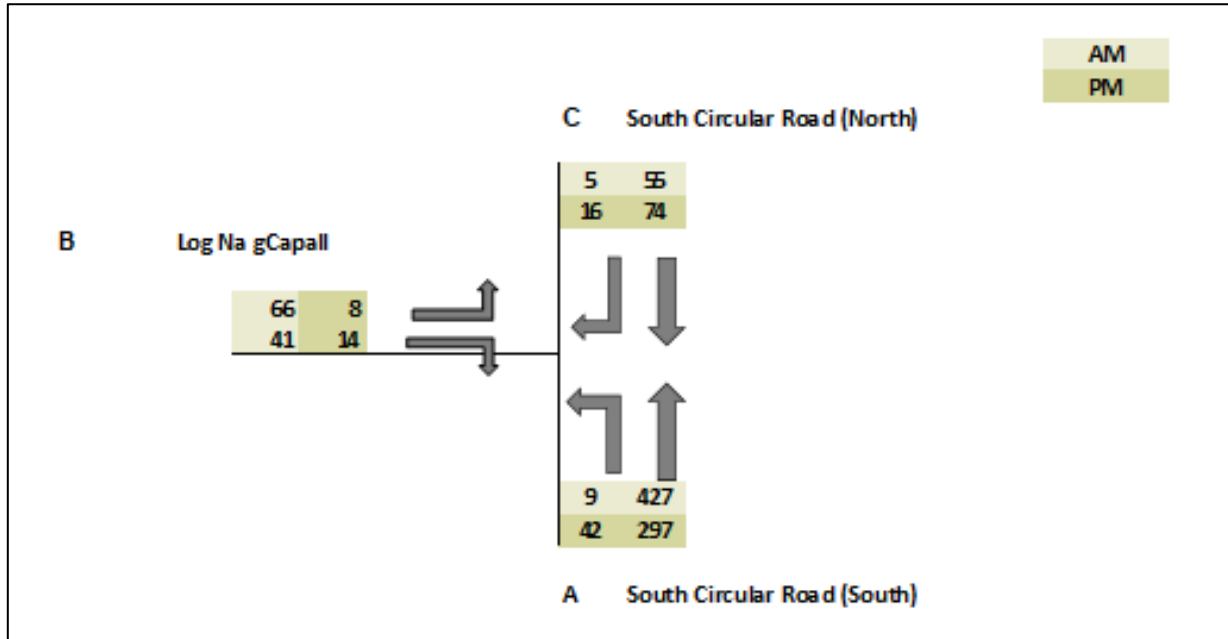 AM
PM
C South Circular Road (North)
5 55
16 74
B Log Na gCapall
66 8
41 14
9 427
42 297
A South Circular Road (South)